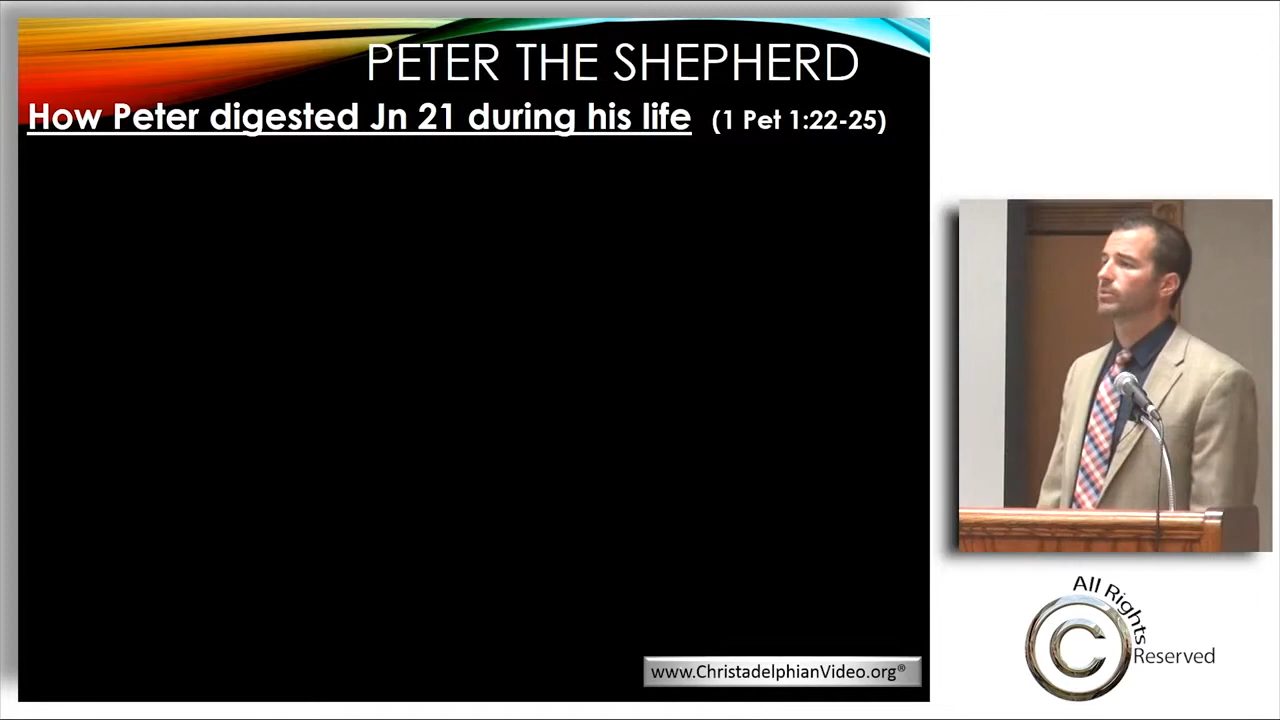 PETER THE SHEPHERD
How Peter digested Jn 21 during his life (1 Pet 1:22-25)
www.ChristadelphianVideo.org®
All Rights
Reserved